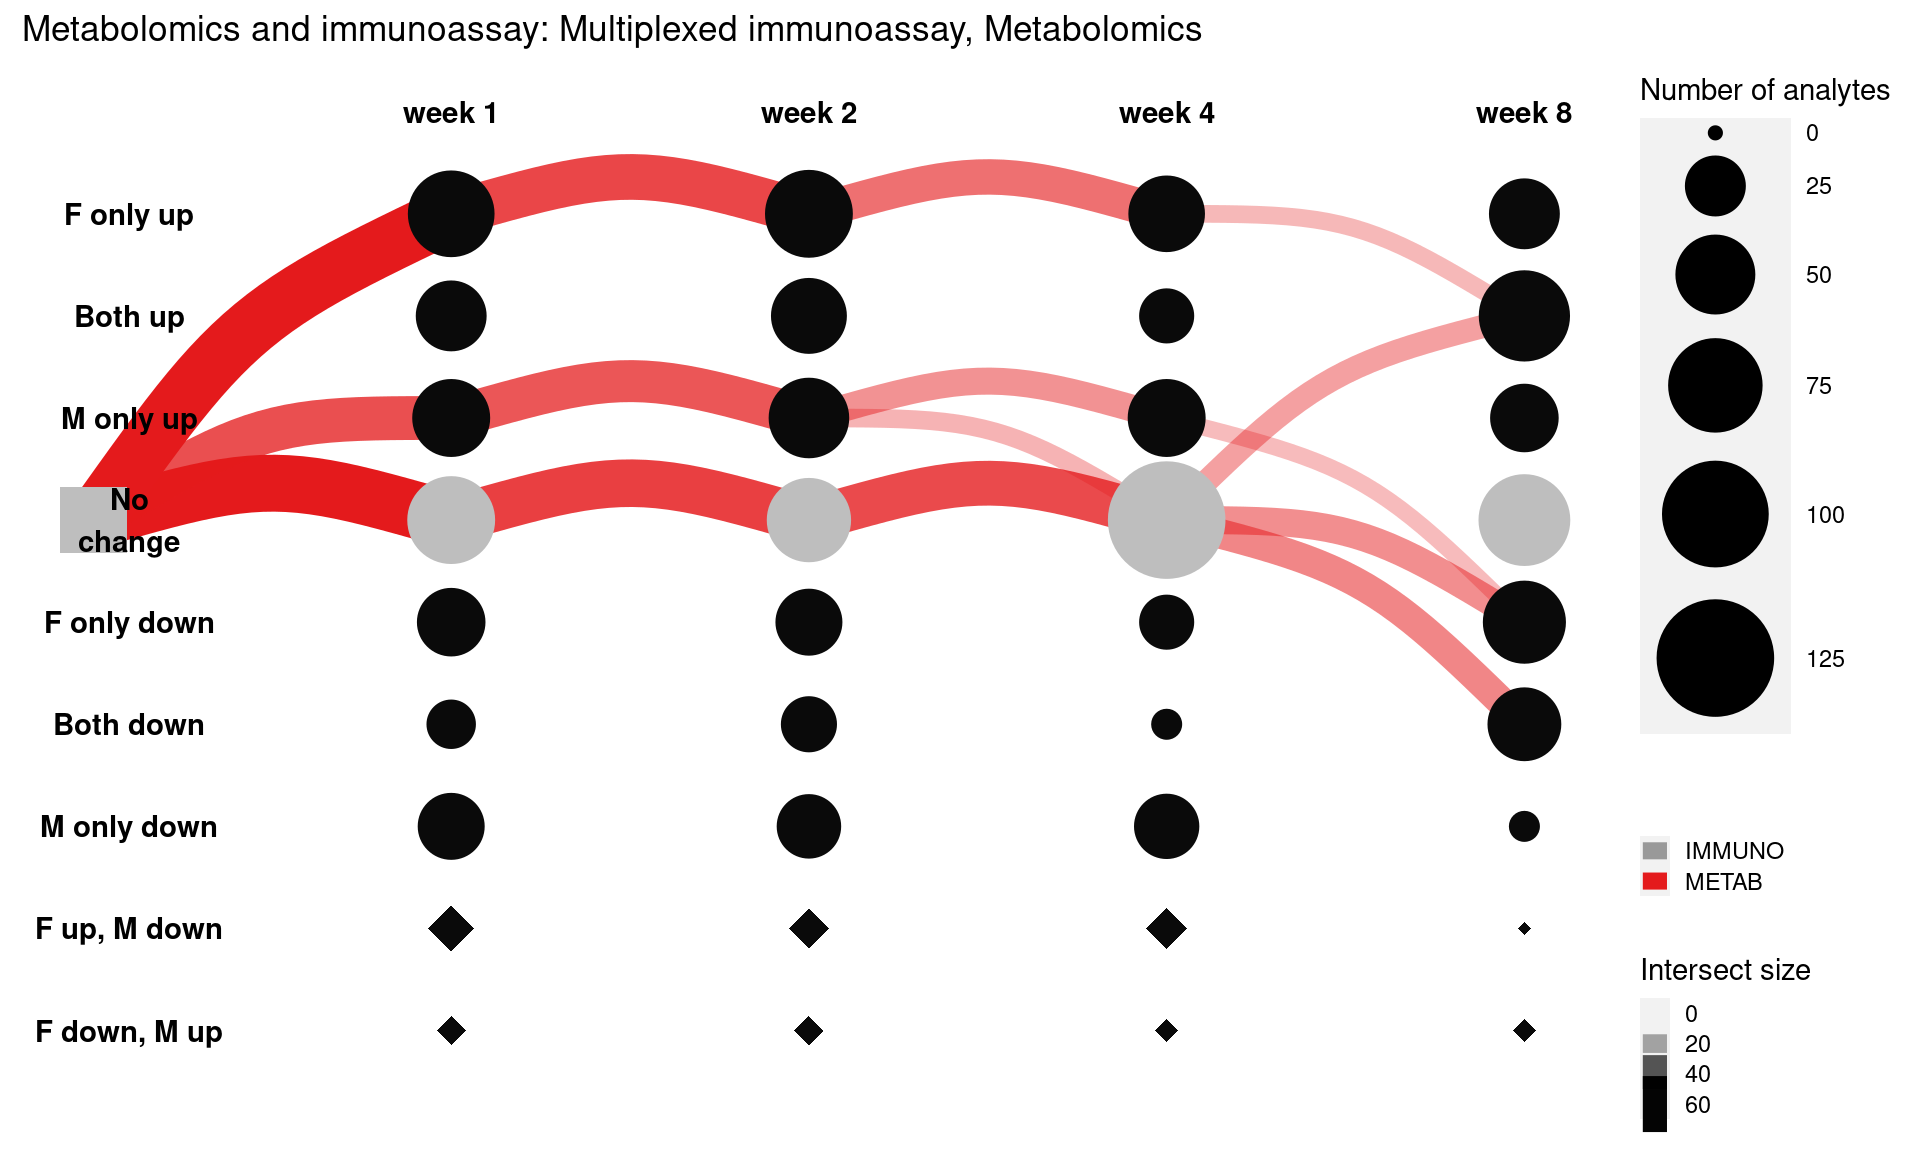 Metabolomics and immunoassay: Multiplexed immunoassay, Metabolomics
week 1
week 2
week 4
week 8
F only up
Both up
M only up
No
change
F only down
Both down
M only down
F up, M down
F down, M up
Number of analytes
0
25
50
75
100
125
IMMUNO
METAB
Intersect size
0
20
40
60